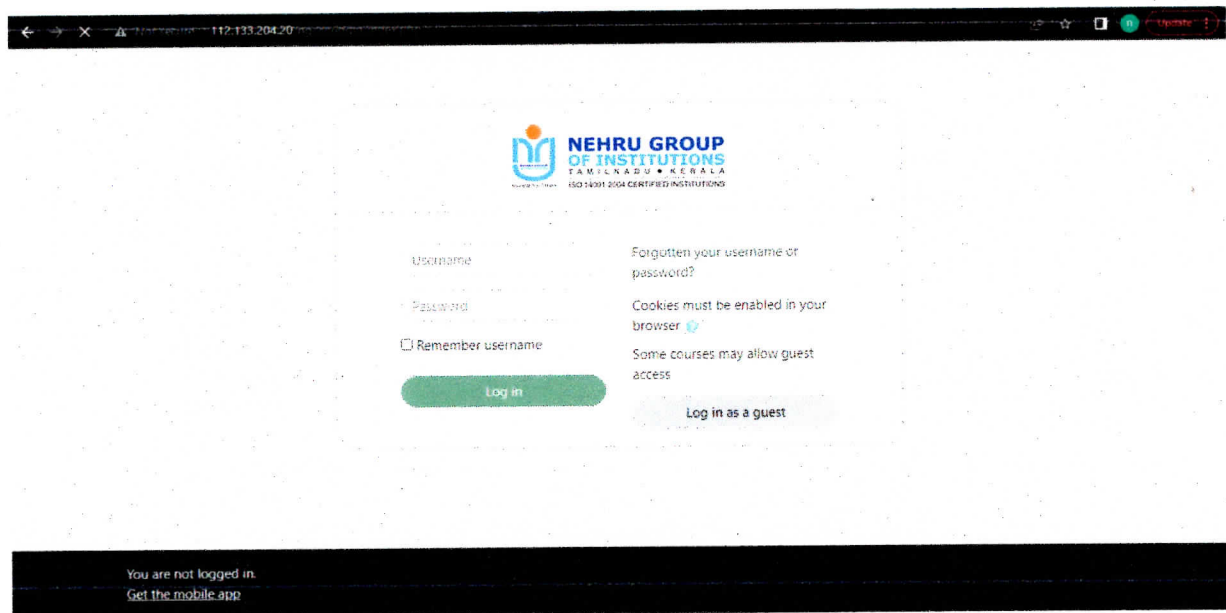 Not secure 112.133.204.20
Update
NEHRU GROUP
OF INSTITUTIONS
TAMILNADU • KERALA
ISO 14001 2004 CERTIFIED INSTITUTIONS
Username
Password
Remember username
Log in
Forgotten your username or
password?
Cookies must be enabled in your
browser
Some courses may allow guest
access
Log in as a guest
You are not logged in.
Get the mobile app